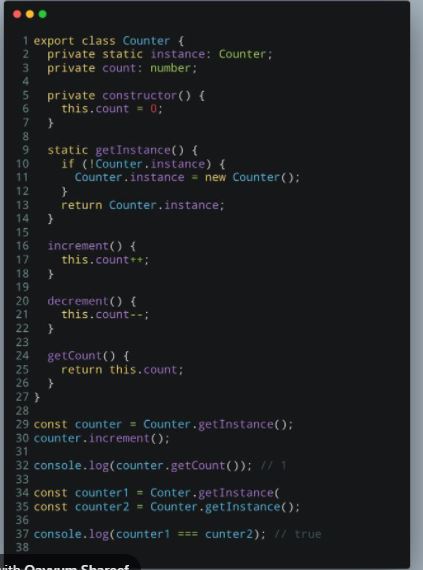 1 export class Counter {
2 private static instance: Counter;
3 private count: number;
4
5 private constructor() {
6 this.count = 0;
7 }
8
9 static getInstance() {
10 if (!Counter.instance) {
11 Counter.instance = new Counter();
12 }
13 return Counter.instance;
14 }
15
16 increment() {
17 this.count++;
18 }
19
20 decrement() {
21 this.count--;
22 }
23
24 getCount() {
25 return this.count;
26 }
27 }
28
29 const counter = Counter.getInstance();
30 counter.increment();
31
32 console.log(counter.getCount()); // 1
33
34 const counter1 = Conter.getInstance(
35 const counter2 = Counter.getInstance();
36
37 console.log(counter1 === cunter2); // true
38
with Qayyum Shareef